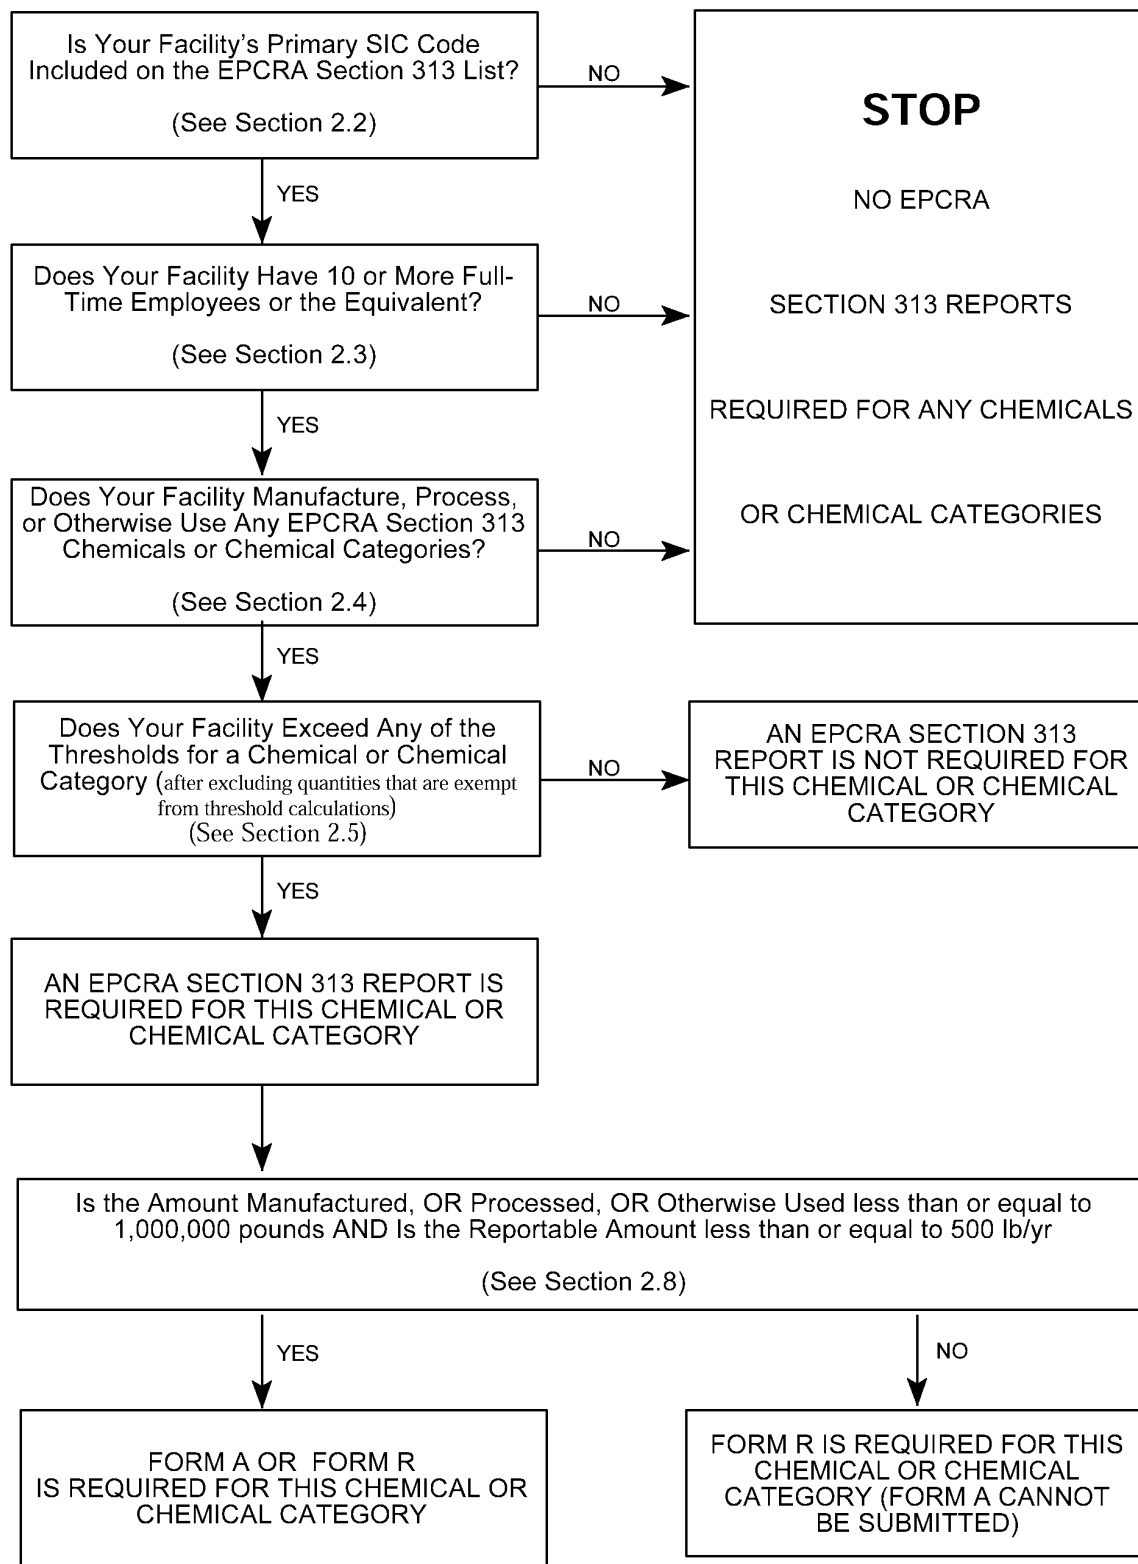 Is Your Facility's Primary SIC Code
Included on the EPCRA Section 313 List?
(See Section 2.2)
NO
STOP
NO EPCRA
SECTION 313 REPORTS
REQUIRED FOR ANY CHEMICALS
OR CHEMICAL CATEGORIES
YES
Does Your Facility Have 10 or More Full-
Time Employees or the Equivalent?
(See Section 2.3)
NO
YES
Does Your Facility Manufacture, Process,
or Otherwise Use Any EPCRA Section 313
Chemicals or Chemical Categories?
(See Section 2.4)
NO
YES
Does Your Facility Exceed Any of the
Thresholds for a Chemical or Chemical
Category (after excluding quantities that are exempt
from threshold calculations)
(See Section 2.5)
NO
AN EPCRA SECTION 313
REPORT IS NOT REQUIRED FOR
THIS CHEMICAL OR CHEMICAL
CATEGORY
YES
AN EPCRA SECTION 313 REPORT IS
REQUIRED FOR THIS CHEMICAL OR
CHEMICAL CATEGORY
Is the Amount Manufactured, OR Processed, OR Otherwise Used less than or equal to
1,000,000 pounds AND Is the Reportable Amount less than or equal to 500 lb/yr
(See Section 2.8)
YES
NO
FORM A OR FORM R
IS REQUIRED FOR THIS CHEMICAL OR
CHEMICAL CATEGORY
FORM R IS REQUIRED FOR THIS
CHEMICAL OR CHEMICAL
CATEGORY (FORM A CANNOT
BE SUBMITTED)